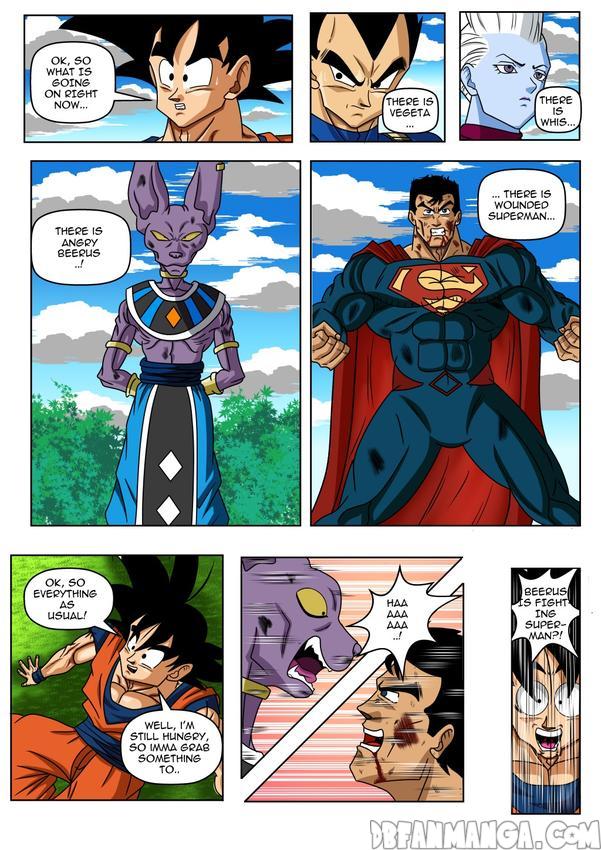 OK, SO
WHAT IS
GOING
ON RIGHT
NOW...
THERE IS
VEGETA
...
THERE
IS
WHIS...
THERE IS
ANGRY
BEERUS
..!
... THERE IS
WOUNDED
SUPERMAN...
S
OK, SO
EVERYTHING
AS
USUAL!
WELL, I'M
STILL HUNGRY,
SO IMMA GRAB
SOMETHING
TO..
HAA
AAA
AAA
..!
BEERUS
IS FIGHT
ING
SUPER-
MAN?!
DBFANMANGA.COM